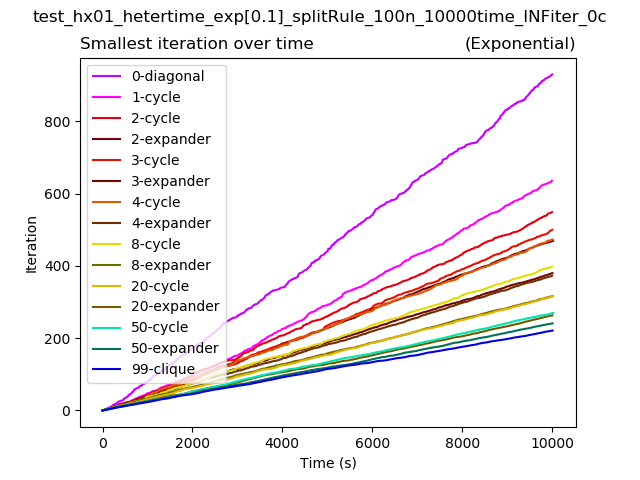 test_hx01_hetertime_exp[0.1]_splitRule_100n_10000time_INFiter_0c
Smallest iteration over time (Exponential)
0-diagonal
1-cycle
2-cycle
2-expander
3-cycle
3-expander
4-cycle
4-expander
8-cycle
8-expander
20-cycle
20-expander
50-cycle
50-expander
99-clique
Iteration
800
600
400
200
0
0 2000 4000 6000 8000 10000
Time (s)